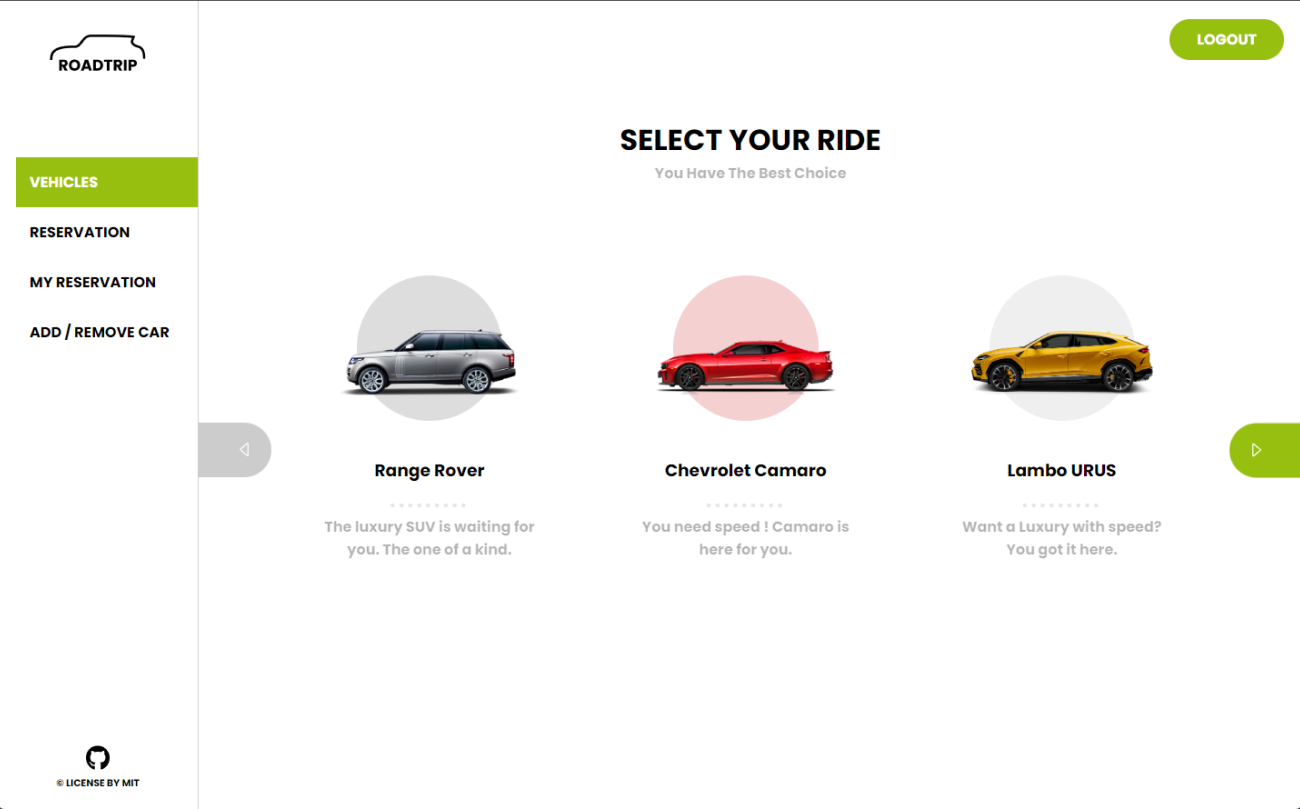 ROADTRIP
VEHICLES
RESERVATION
MY RESERVATION
ADD / REMOVE CAR
© LICENSE BY MIT
LOGOUT
SELECT YOUR RIDE
You Have The Best Choice
Range Rover
The luxury SUV is waiting for
you. The one of a kind.
Chevrolet Camaro
You need speed ! Camaro is
here for you.
Lambo URUS
Want a Luxury with speed?
You got it here.